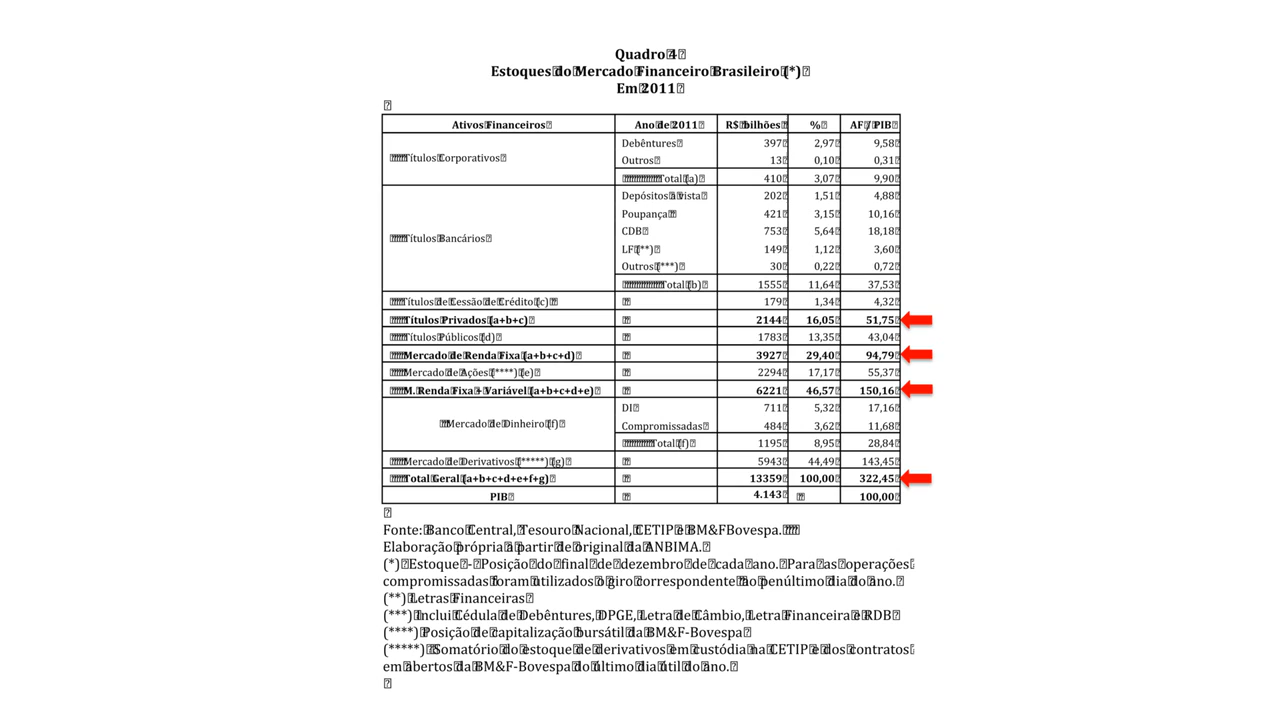 Quadro 4
Estoques do Mercado Financeiro Brasileiro (*)
Em 2011
Ativos Financeiros Ano de 2011 R$ bilhões % AF / PIB
Títulos Corporativos
Debêntures 397 2,97 9,58
Outros 13 0,10 0,31
Total (a) 410 3,07 9,90
Títulos Bancários
Depósitos à vista 202 1,51 4,88
Poupança 421 3,15 10,16
CDB 753 5,64 18,18
LF (**) 149 1,12 3,60
Outros (***) 30 0,22 0,72
Total (b) 1555 11,64 37,53
Títulos de Cessão de Crédito (c) 179 1,34 4,32
Títulos Privados (a+b+c) 2144 16,05 51,75
Títulos Públicos (d) 1783 13,35 43,04
Mercado de Renda Fixa (a+b+c+d) 3927 29,40 94,79
Mercado de Ações (****) (e) 2294 17,17 55,37
M. Renda Fixa + Variável (a+b+c+d+e) 6221 46,57 150,16
Mercado de Dinheiro (f)
DI 711 5,32 17,16
Compromissadas 484 3,62 11,68
Total (f) 1195 8,95 28,84
Mercado de Derivativos (*****) (g) 5943 44,49 143,45
Total Geral (a+b+c+d+e+f+g) 13359 100,00 322,45
PIB 4.143 100,00
Fonte: Banco Central, Tesouro Nacional, CETIP e BM&FBovespa.
Elaboração própria a partir de original da ANBIMA.
(*) Estoque - Posição do final de dezembro de cada ano. Para as operações
compromissadas foram utilizados o giro correspondente ao penúltimo dia do ano.
(**) Letras Financeiras
(***) Inclui Cédula de Debêntures, DPGE, Letra de Câmbio, Letra Financeira e RDB
(****) Posição de capitalização bursátil da BM&F-Bovespa
(*****) Somatório do estoque de derivativos em custódia na CETIP e dos contratos
em abertos da BM&F-Bovespa do último dia útil do ano.